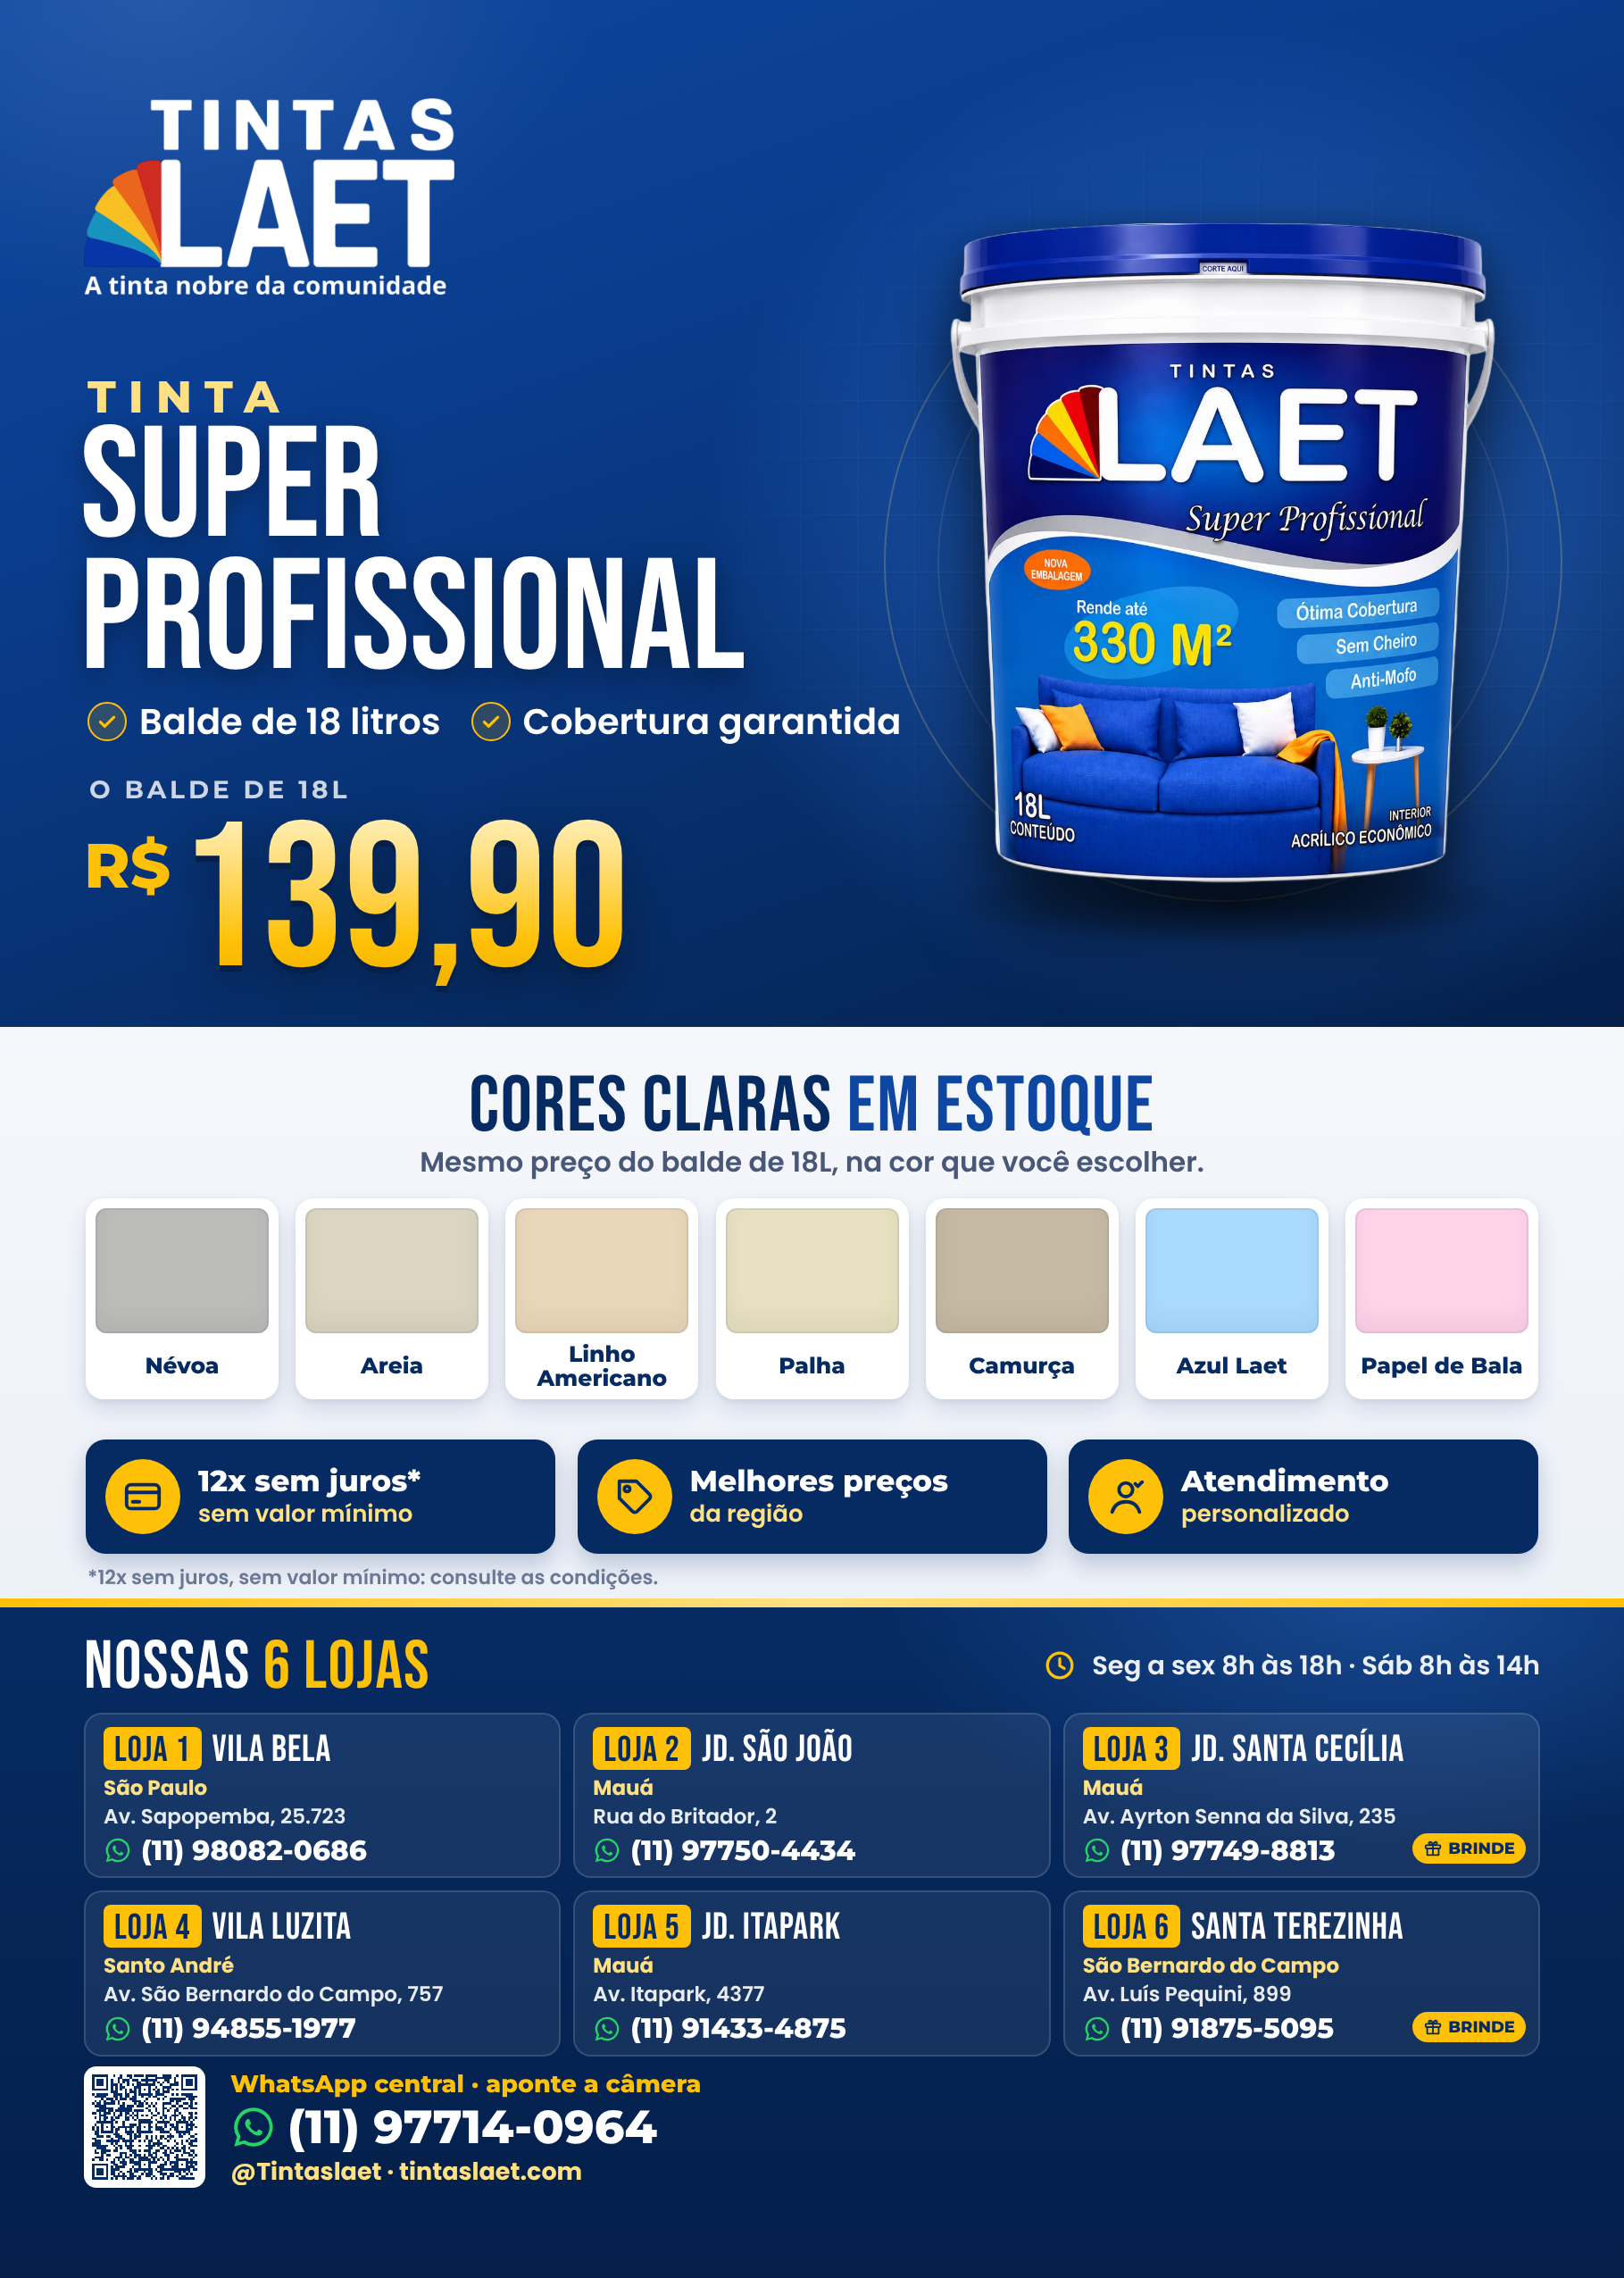 TINTAS
LAET
A tinta nobre da comunidade
TINTA
SUPER
PROFISSIONAL
Balde de 18 litros
Cobertura garantida
O BALDE DE 18L
R$ 139,90
CORTE AQUI
TINTAS
LAET
Super Profissional
NOVA
EMBALAGEM
Rende até
330 M²
Ótima Cobertura
Sem Cheiro
Anti-Mofo
18L
CONTEÚDO
INTERIOR
ACRÍLICO ECONÔMICO
CORES CLARAS EM ESTOQUE
Mesmo preço do balde de 18L, na cor que você escolher.
Névoa
Areia
Linho
Americano
Palha
Camurça
Azul Laet
Papel de Bala
12x sem juros*
sem valor mínimo
Melhores preços
da região
Atendimento
personalizado
*12x sem juros, sem valor mínimo: consulte as condições.
NOSSAS 6 LOJAS
Seg a sex 8h às 18h · Sáb 8h às 14h
LOJA 1 VILA BELA
São Paulo
Av. Sapopemba, 25.723
(11) 98082-0686
LOJA 2 JD. SÃO JOÃO
Mauá
Rua do Britador, 2
(11) 97750-4434
LOJA 3 JD. SANTA CECÍLIA
Mauá
Av. Ayrton Senna da Silva, 235
(11) 97749-8813
BRINDE
LOJA 4 VILA LUZITA
Santo André
Av. São Bernardo do Campo, 757
(11) 94855-1977
LOJA 5 JD. ITAPARK
Mauá
Av. Itapark, 4377
(11) 91433-4875
LOJA 6 SANTA TEREZINHA
São Bernardo do Campo
Av. Luís Pequini, 899
(11) 91875-5095
BRINDE
WhatsApp central · aponte a câmera
(11) 97714-0964
@Tintaslaet · tintaslaet.com